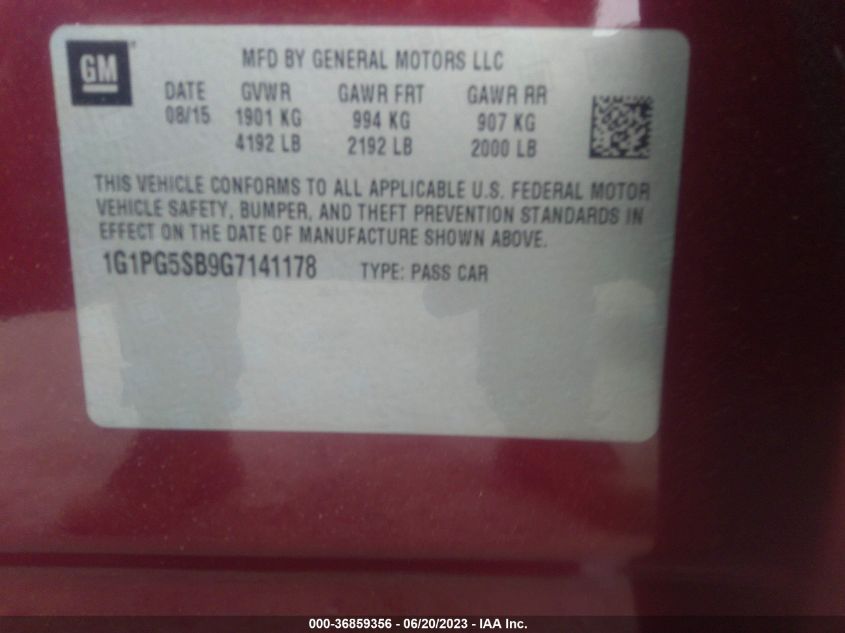 GM
MFD BY GENERAL MOTORS LLC
DATE GVWR GAWR FRT GAWR RR
08/15 1901 KG 994 KG 907 KG
4192 LB 2192 LB 2000 LB
THIS VEHICLE CONFORMS TO ALL APPLICABLE U.S. FEDERAL MOTOR
VEHICLE SAFETY, BUMPER, AND THEFT PREVENTION STANDARDS IN
EFFECT ON THE DATE OF MANUFACTURE SHOWN ABOVE.
1G1PG5SB9G7141178 TYPE: PASS CAR
000-36859356 - 06/20/2023 - IAA Inc.